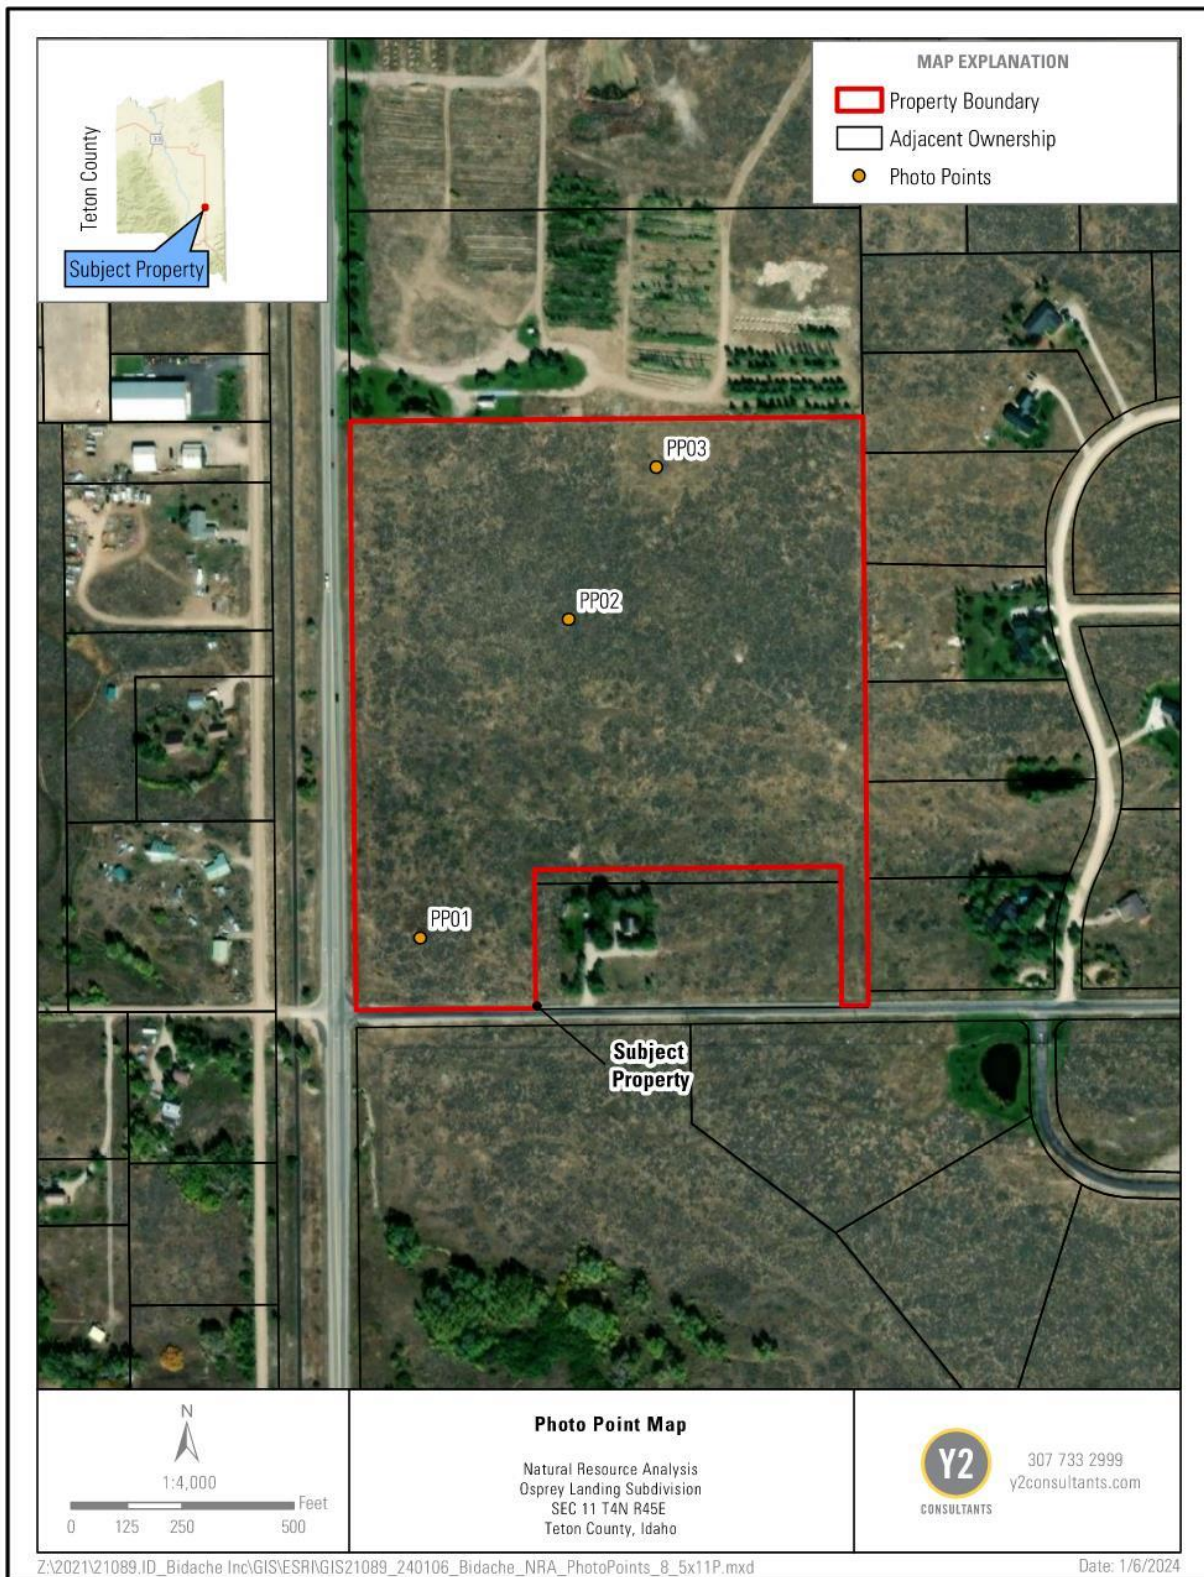 Teton County
33
Subject Property
MAP EXPLANATION
Property Boundary
Adjacent Ownership
Photo Points
PP03
PP02
PP01
Subject
Property
N
1:4,000
Feet
0 125 250 500
Photo Point Map
Natural Resource Analysis
Osprey Landing Subdivision
SEC 11 T4N R45E
Teton County, Idaho
Y2
CONSULTANTS
307 733 2999
y2consultants.com
Z:\2021\21089.ID_Bidache Inc\GIS\ESRI\GIS21089_240106_Bidache_NRA_PhotoPoints_8_5x11P.mxd
Date: 1/6/2024